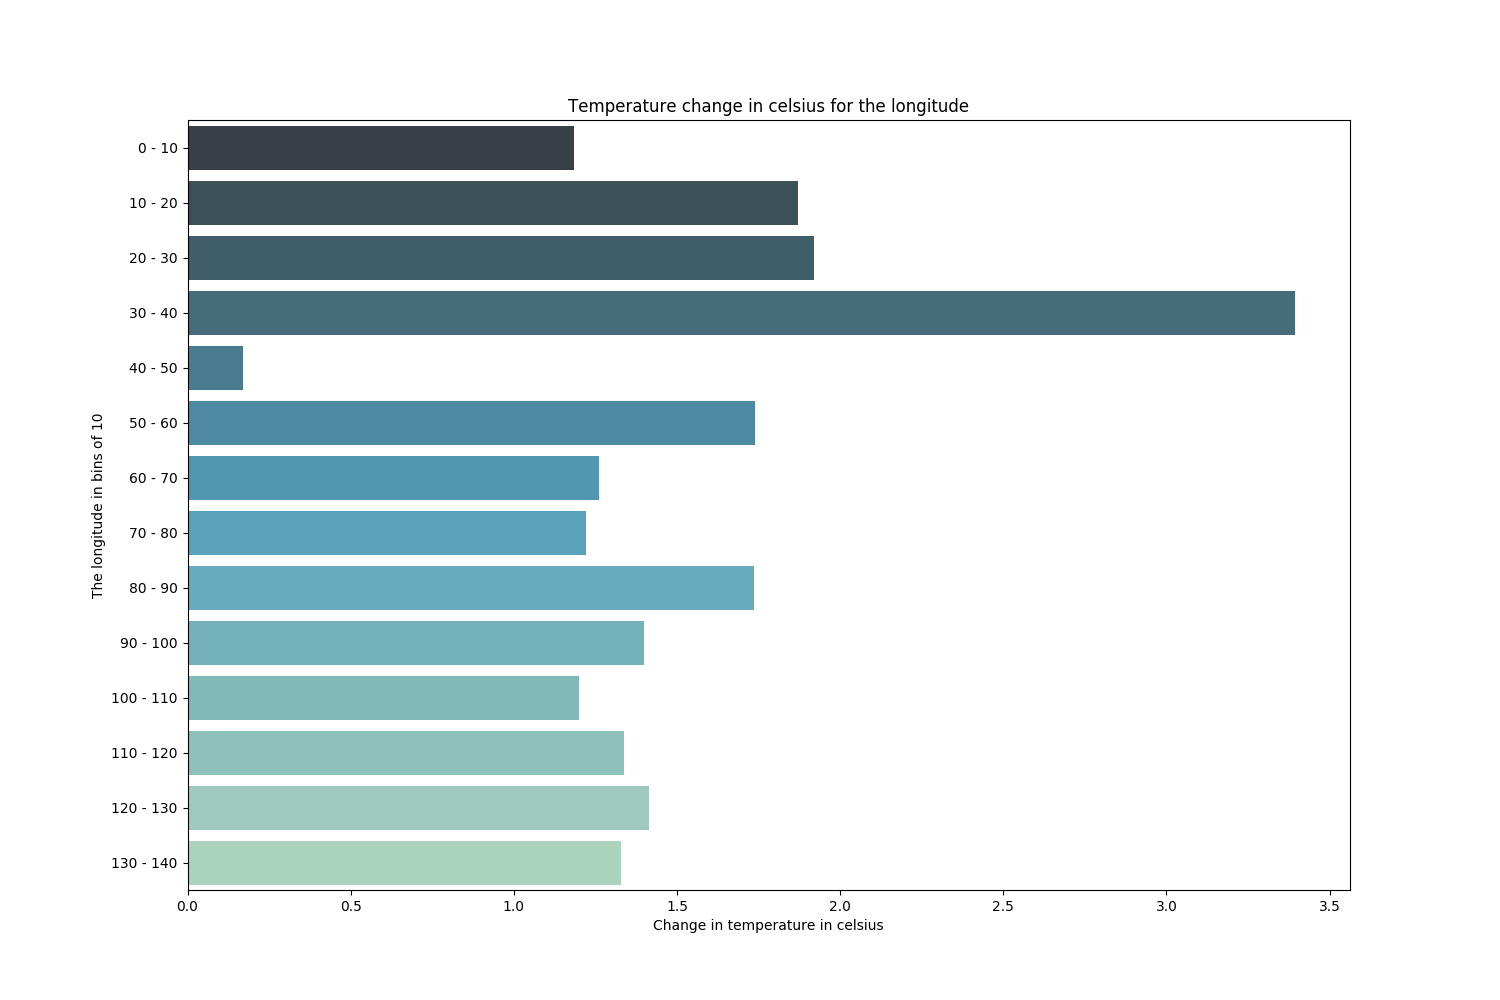 Temperature change in celsius for the longitude
The longitude in bins of 10
0 - 10
10 - 20
20 - 30
30 - 40
40 - 50
50 - 60
60 - 70
70 - 80
80 - 90
90 - 100
100 - 110
110 - 120
120 - 130
130 - 140
0.0 0.5 1.0 1.5 2.0 2.5 3.0 3.5
Change in temperature in celsius